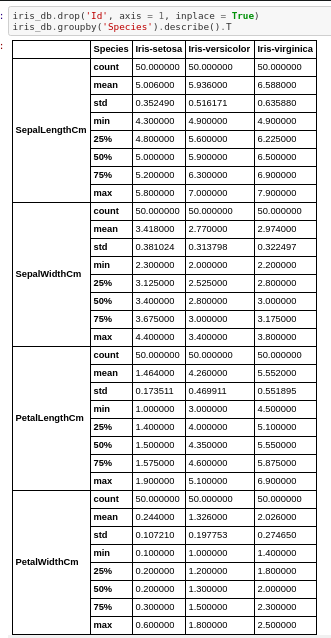 : iris_db.drop('Id', axis = 1, inplace = True)
iris_db.groupby('Species').describe().T
:
Species Iris-setosa Iris-versicolor Iris-virginica
SepalLengthCm count 50.000000 50.000000 50.000000
mean 5.006000 5.936000 6.588000
std 0.352490 0.516171 0.635880
min 4.300000 4.900000 4.900000
25% 4.800000 5.600000 6.225000
50% 5.000000 5.900000 6.500000
75% 5.200000 6.300000 6.900000
max 5.800000 7.000000 7.900000
SepalWidthCm count 50.000000 50.000000 50.000000
mean 3.418000 2.770000 2.974000
std 0.381024 0.313798 0.322497
min 2.300000 2.000000 2.200000
25% 3.125000 2.525000 2.800000
50% 3.400000 2.800000 3.000000
75% 3.675000 3.000000 3.175000
max 4.400000 3.400000 3.800000
PetalLengthCm count 50.000000 50.000000 50.000000
mean 1.464000 4.260000 5.552000
std 0.173511 0.469911 0.551895
min 1.000000 3.000000 4.500000
25% 1.400000 4.000000 5.100000
50% 1.500000 4.350000 5.550000
75% 1.575000 4.600000 5.875000
max 1.900000 5.100000 6.900000
PetalWidthCm count 50.000000 50.000000 50.000000
mean 0.244000 1.326000 2.026000
std 0.107210 0.197753 0.274650
min 0.100000 1.000000 1.400000
25% 0.200000 1.200000 1.800000
50% 0.200000 1.300000 2.000000
75% 0.300000 1.500000 2.300000
max 0.600000 1.800000 2.500000